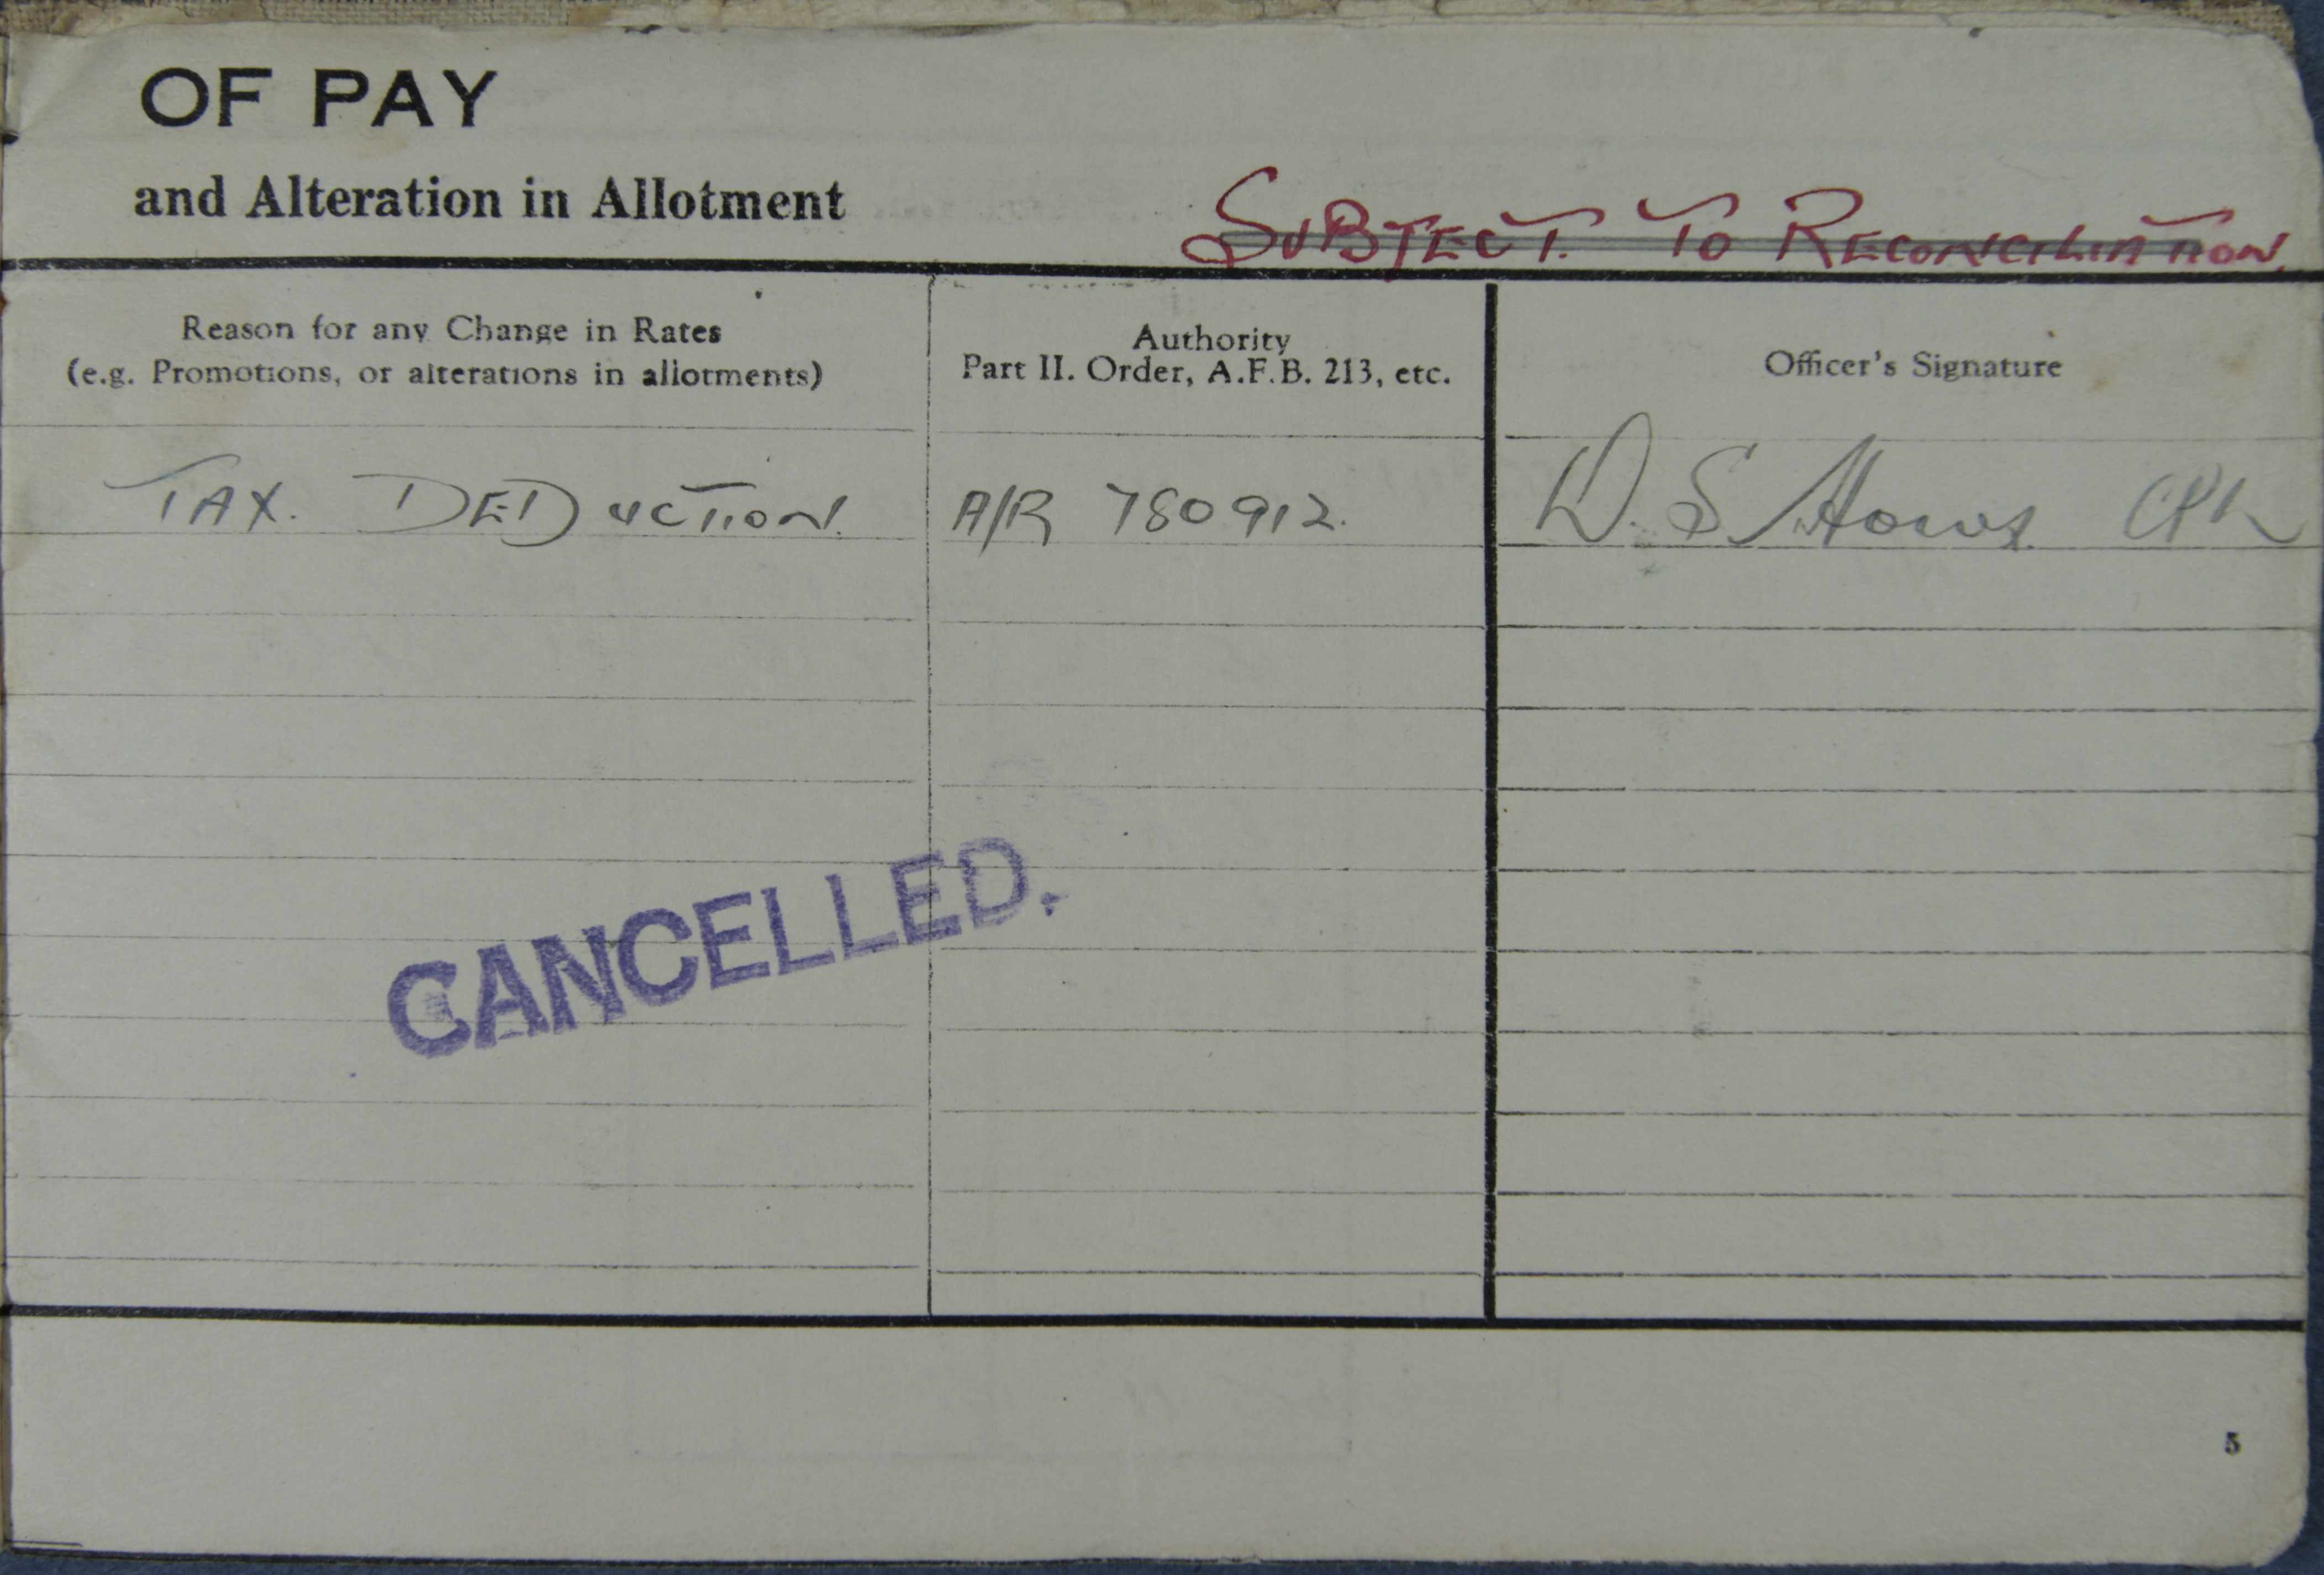 OF PAY
and Alteration in Allotment
SUBJECT. TO RECONCILIATION.
Reason for any Change in Rates
(e.g. Promotions, or alterations in allotments)
Authority
Part II. Order, A.F.B. 213, etc.
Officer's Signature
TAX. DEDUCTION. A/R 780912. D. S.
CANCELLED.
5